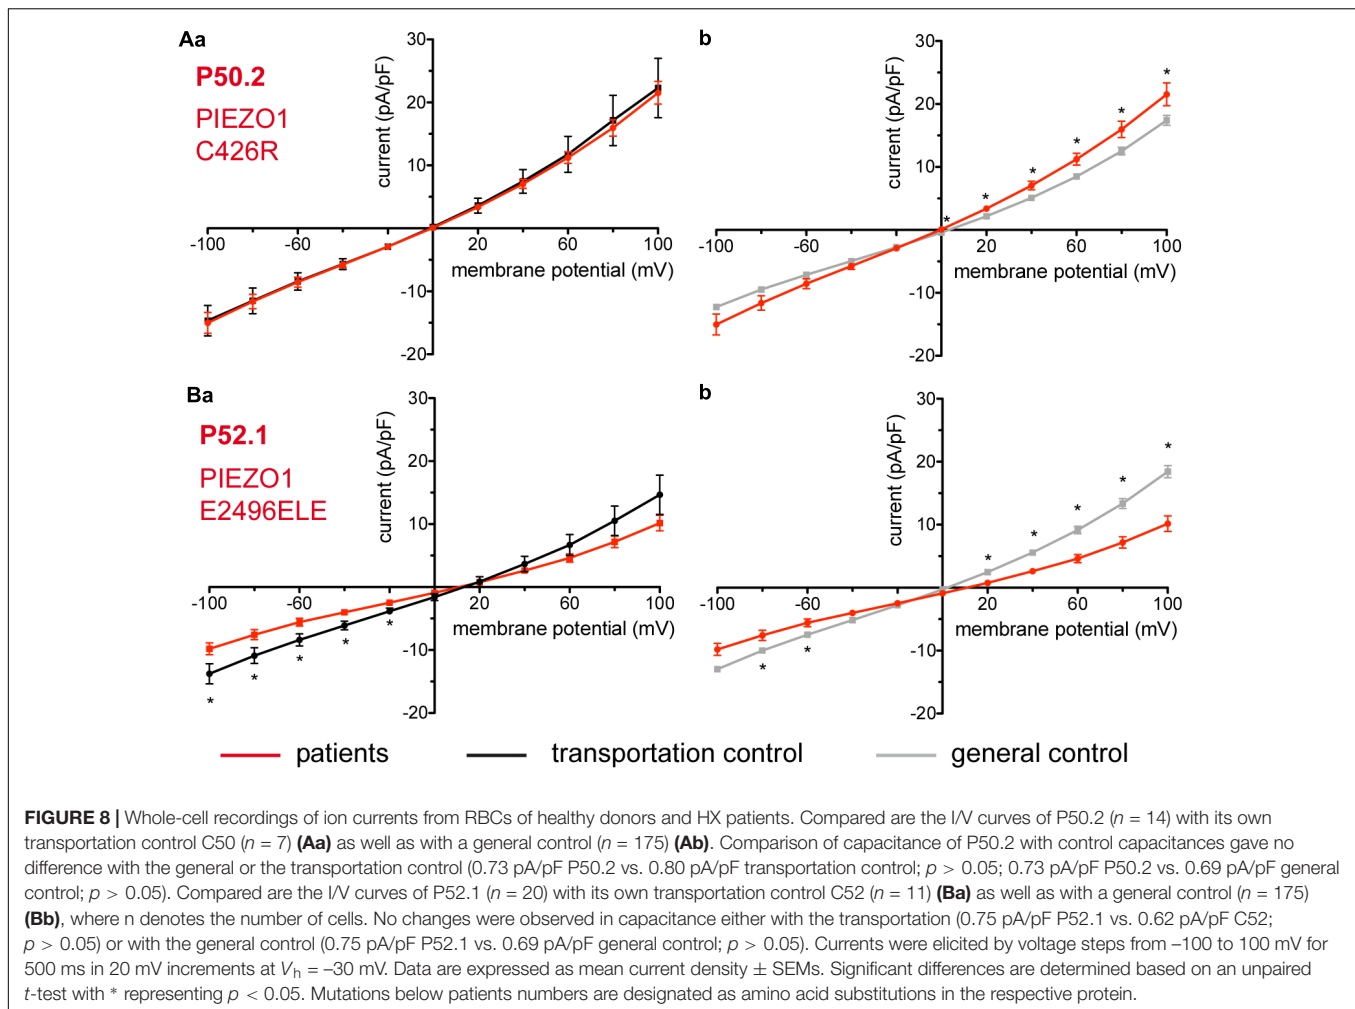 Aa
P50.2
PIEZO1
C426R
current (pA/pF)
30
20
10
-10
-20
-100
-60
20
60
100
membrane potential (mV)
b
current (pA/pF)
30
20
10
-10
-20
-100
-60
20
60
100
membrane potential (mV)
* * * * * * *
Ba
P52.1
PIEZO1
E2496ELE
current (pA/pF)
30
20
10
-10
-20
-100
-60
20
60
100
membrane potential (mV)
* * * * *
b
current (pA/pF)
30
20
10
-10
-20
-100
-60
20
60
100
membrane potential (mV)
* * * * * * *
patients transportation control general control
FIGURE 8 | Whole-cell recordings of ion currents from RBCs of healthy donors and HX patients. Compared are the I/V curves of P50.2 (n = 14) with its own
transportation control C50 (n = 7) (Aa) as well as with a general control (n = 175) (Ab). Comparison of capacitance of P50.2 with control capacitances gave no
difference with the general or the transportation control (0.73 pA/pF P50.2 vs. 0.80 pA/pF transportation control; p > 0.05; 0.73 pA/pF P50.2 vs. 0.69 pA/pF general
control; p > 0.05). Compared are the I/V curves of P52.1 (n = 20) with its own transportation control C52 (n = 11) (Ba) as well as with a general control (n = 175)
(Bb), where n denotes the number of cells. No changes were observed in capacitance either with the transportation (0.75 pA/pF P52.1 vs. 0.62 pA/pF C52;
p > 0.05) or with the general control (0.75 pA/pF P52.1 vs. 0.69 pA/pF general control; p > 0.05). Currents were elicited by voltage steps from –100 to 100 mV for
500 ms in 20 mV increments at Vh = –30 mV. Data are expressed as mean current density ± SEMs. Significant differences are determined based on an unpaired
t-test with * representing p < 0.05. Mutations below patients numbers are designated as amino acid substitutions in the respective protein.